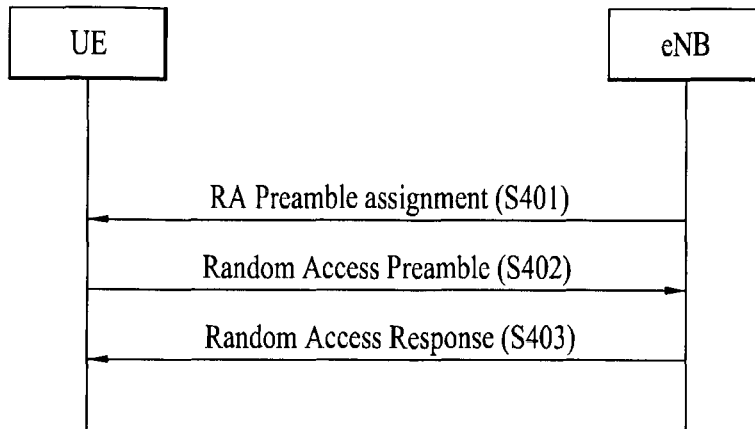 UE
eNB
RA Preamble assignment (S401)
Random Access Preamble (S402)
Random Access Response (S403)